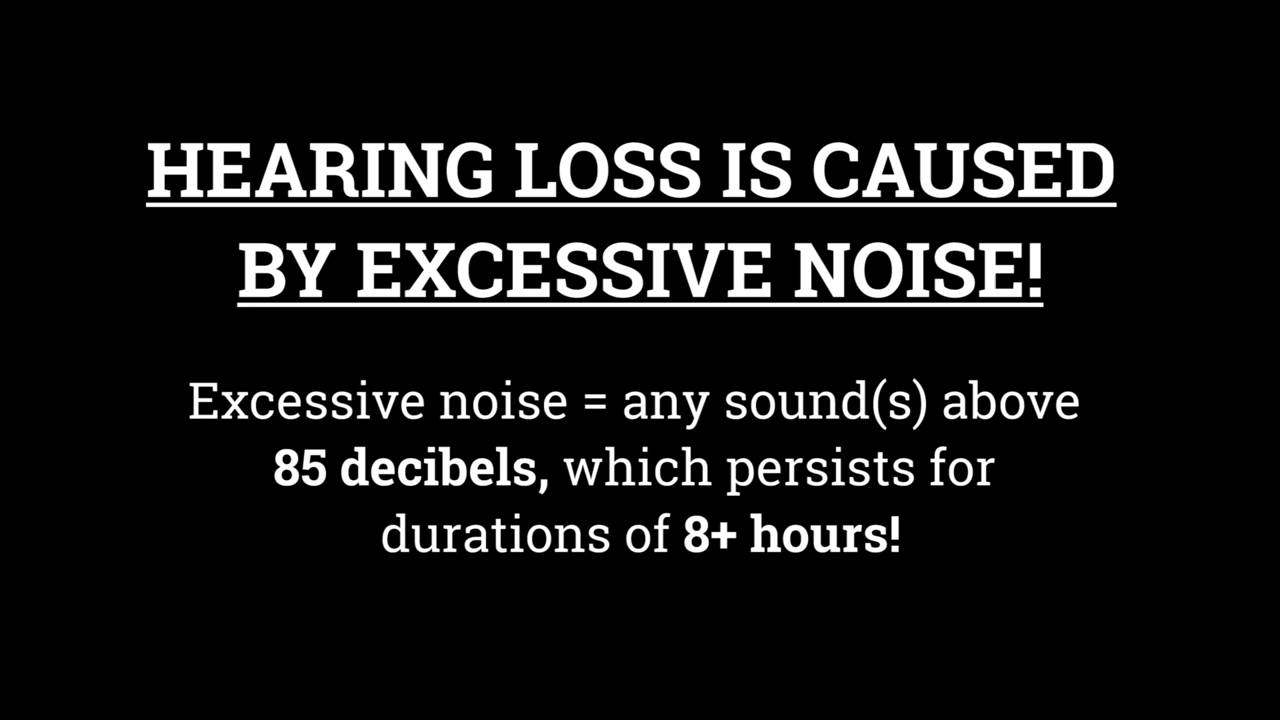 HEARING LOSS IS CAUSED
BY EXCESSIVE NOISE!
Excessive noise = any sound(s) above
85 decibels, which persists for
durations of 8+ hours!